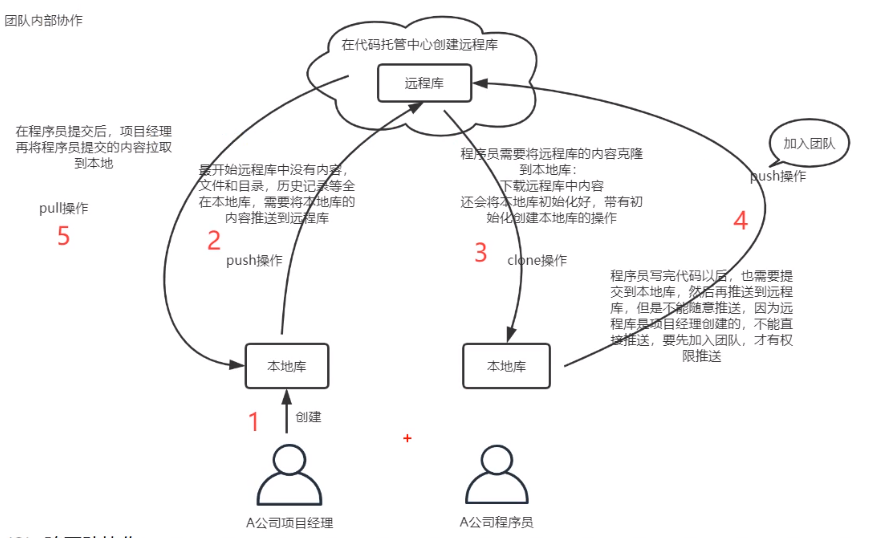 团队内部协作
在代码托管中心创建远程库
远程库
在程序员提交后，项目经理
再将程序员提交的内容拉取
到本地
pull操作
5
最开始远程库中没有内容，
文件和目录，历史记录等全
在本地库，需要将本地库的
内容推送到远程库
2
push操作
程序员需要将远程库的内容克隆
到本地库：
下载远程库中内容
还会将本地库初始化好，带有初
始化创建本地库的操作
3
clone操作
加入团队
push操作
4
程序员写完代码以后，也需要提
交到本地库，然后再推送到远程
库，但是不能随意推送，因为远
程库是项目经理创建的，不能直
接推送，要先加入团队，才有权
限推送
本地库
本地库
1
创建
A公司项目经理
A公司程序员